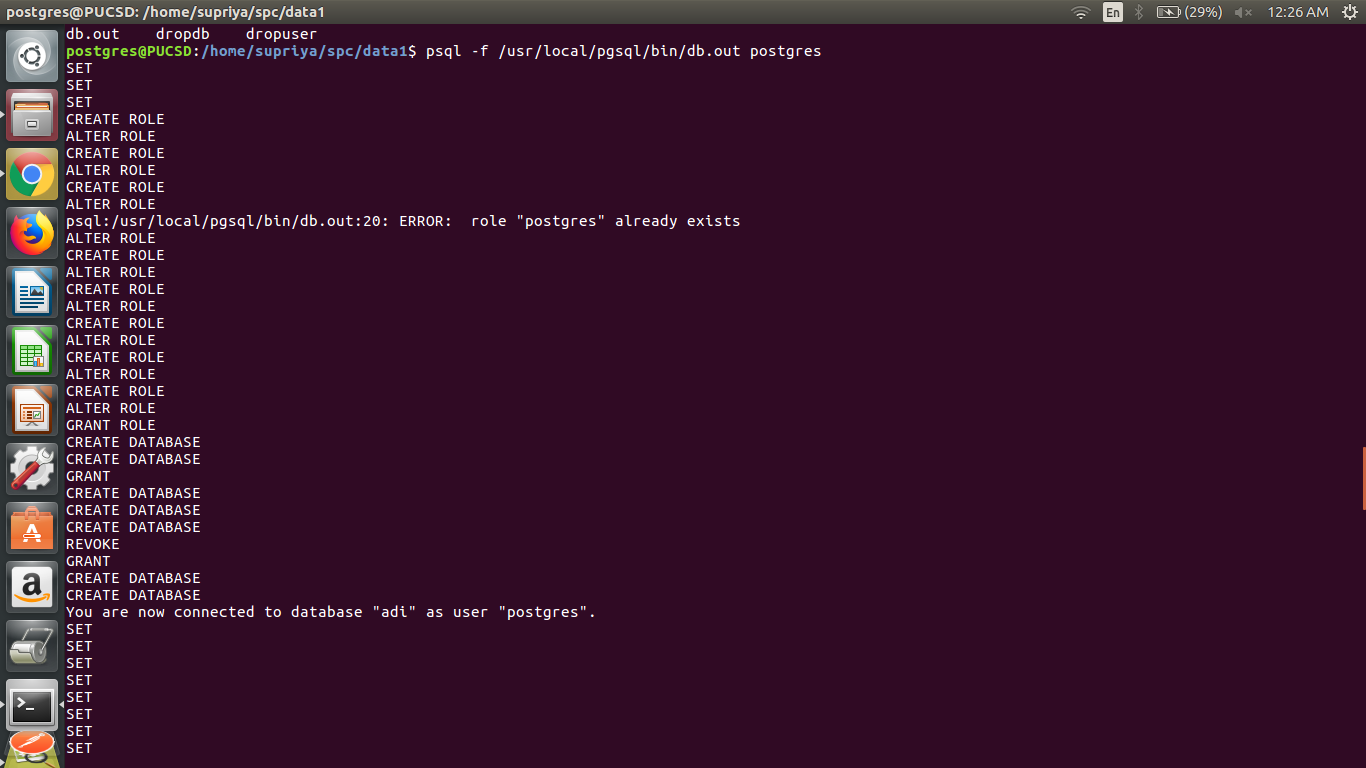 postgres@PUCSD: /home/supriya/spc/data1
En (29%) 12:26 AM
db.out    dropdb    dropuser
postgres@PUCSD:/home/supriya/spc/data1$ psql -f /usr/local/pgsql/bin/db.out postgres
SET
SET
SET
CREATE ROLE
ALTER ROLE
CREATE ROLE
ALTER ROLE
CREATE ROLE
ALTER ROLE
psql:/usr/local/pgsql/bin/db.out:20: ERROR:  role "postgres" already exists
ALTER ROLE
CREATE ROLE
ALTER ROLE
CREATE ROLE
ALTER ROLE
CREATE ROLE
ALTER ROLE
CREATE ROLE
ALTER ROLE
CREATE ROLE
ALTER ROLE
GRANT ROLE
CREATE DATABASE
CREATE DATABASE
GRANT
CREATE DATABASE
CREATE DATABASE
CREATE DATABASE
REVOKE
GRANT
CREATE DATABASE
CREATE DATABASE
You are now connected to database "adi" as user "postgres".
SET
SET
SET
SET
SET
SET
SET
SET